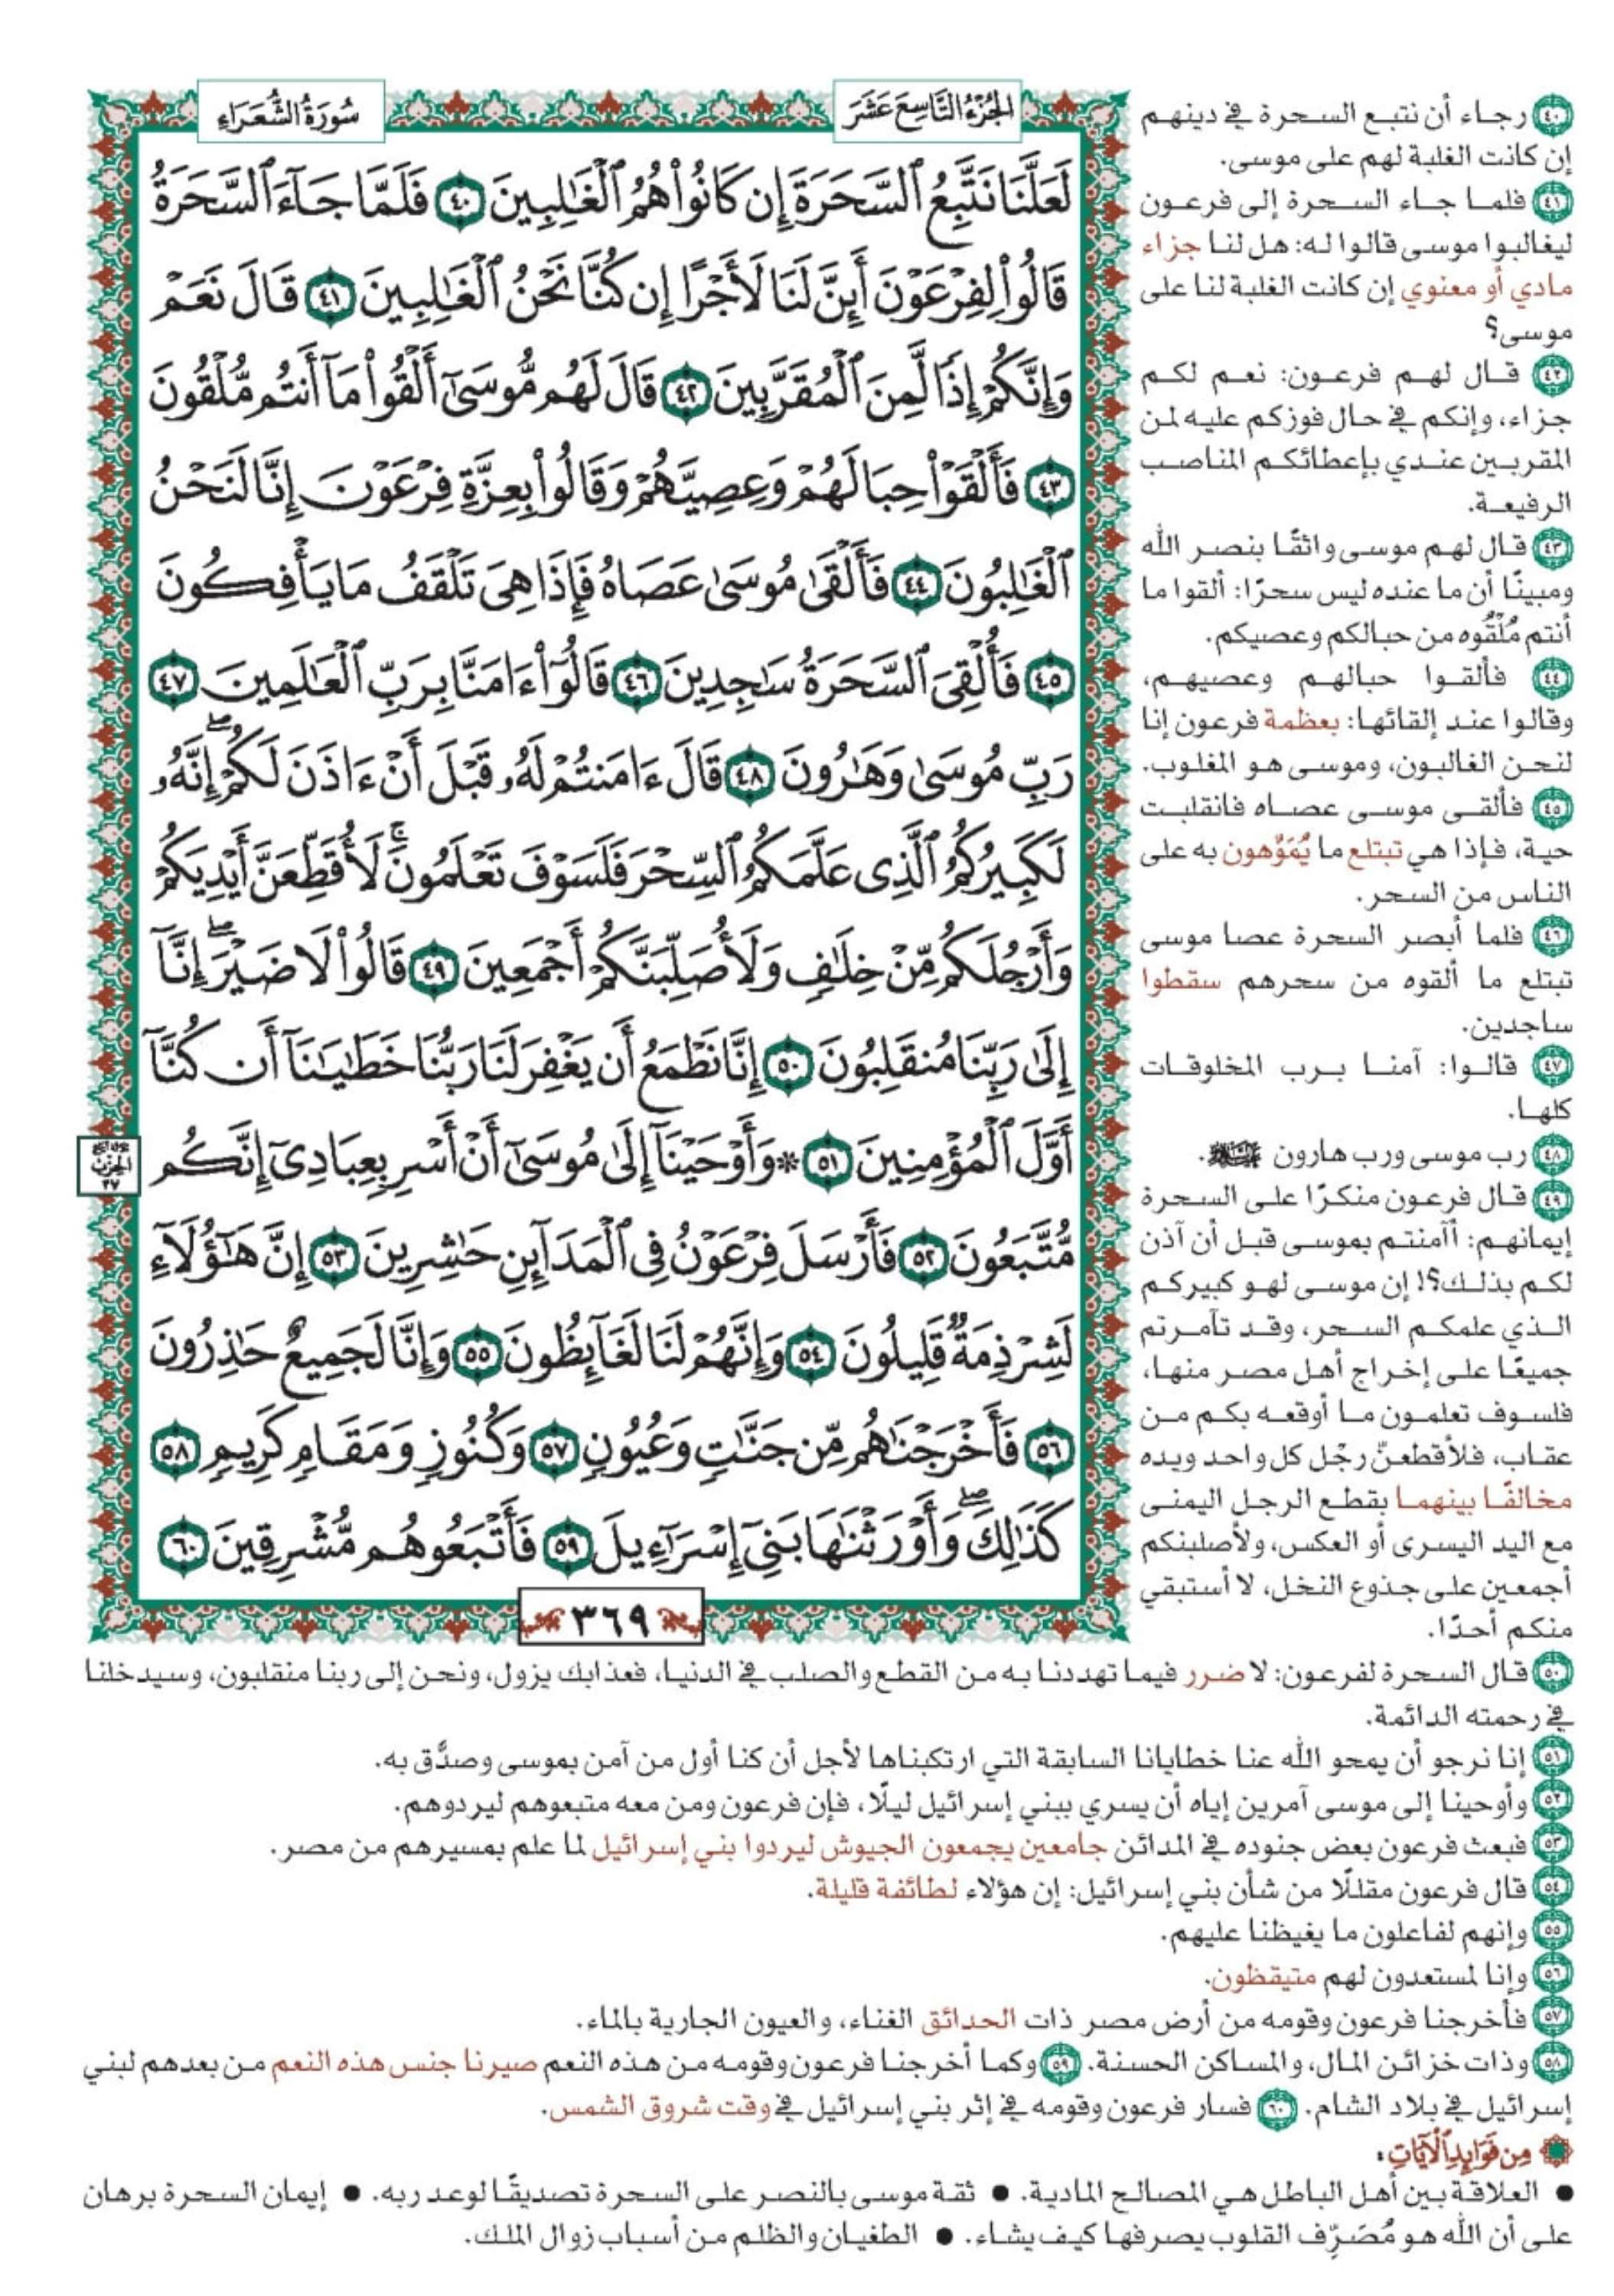 الجُزْءُ التَّاسِعَ عَشَرَ
سُورَةُ الشُّعَرَاءِ
لَعَلَّنَا نَتَّبِعُ ٱلسَّحَرَةَ إِن كَانُوا۟ هُمُ ٱلْغَٰلِبِينَ ٤٠ فَلَمَّا جَآءَ ٱلسَّحَرَةُ
قَالُوا۟ لِفِرْعَوْنَ أَئِنَّ لَنَا لَأَجْرًا إِن كُنَّا نَحْنُ ٱلْغَٰلِبِينَ ٤١ قَالَ نَعَمْ
وَإِنَّكُمْ إِذًا لَّمِنَ ٱلْمُقَرَّبِينَ ٤٢ قَالَ لَهُم مُّوسَىٰٓ أَلْقُوا۟ مَآ أَنتُم مُّلْقُونَ
٤٣ فَأَلْقَوْا۟ حِبَالَهُمْ وَعِصِيَّهُمْ وَقَالُوا۟ بِعِزَّةِ فِرْعَوْنَ إِنَّا لَنَحْنُ
ٱلْغَٰلِبُونَ ٤٤ فَأَلْقَىٰ مُوسَىٰ عَصَاهُ فَإِذَا هِىَ تَلْقَفُ مَا يَأْفِكُونَ
٤٥ فَأُلْقِىَ ٱلسَّحَرَةُ سَٰجِدِينَ ٤٦ قَالُوٓا۟ ءَامَنَّا بِرَبِّ ٱلْعَٰلَمِينَ ٤٧
رَبِّ مُوسَىٰ وَهَٰرُونَ ٤٨ قَالَ ءَامَنتُمْ لَهُۥ قَبْلَ أَنْ ءَاذَنَ لَكُمْ ۖ إِنَّهُۥ
لَكَبِيرُكُمُ ٱلَّذِى عَلَّمَكُمُ ٱلسِّحْرَ فَلَسَوْفَ تَعْلَمُونَ ۚ لَأُقَطِّعَنَّ أَيْدِيَكُمْ
وَأَرْجُلَكُم مِّنْ خِلَٰفٍ وَلَأُصَلِّبَنَّكُمْ أَجْمَعِينَ ٤٩ قَالُوا۟ لَا ضَيْرَ ۖ إِنَّآ
إِلَىٰ رَبِّنَا مُنقَلِبُونَ ٥٠ إِنَّا نَطْمَعُ أَن يَغْفِرَ لَنَا رَبُّنَا خَطَٰيَٰنَآ أَن كُنَّآ
أَوَّلَ ٱلْمُؤْمِنِينَ ٥١ * وَأَوْحَيْنَآ إِلَىٰ مُوسَىٰٓ أَنْ أَسْرِ بِعِبَادِىٓ إِنَّكُم
مُّتَّبَعُونَ ٥٢ فَأَرْسَلَ فِرْعَوْنُ فِى ٱلْمَدَآئِنِ حَٰشِرِينَ ٥٣ إِنَّ هَٰٓؤُلَآءِ
لَشِرْذِمَةٌ قَلِيلُونَ ٥٤ وَإِنَّهُمْ لَنَا لَغَآئِظُونَ ٥٥ وَإِنَّا لَجَمِيعٌ حَٰذِرُونَ
٥٦ فَأَخْرَجْنَٰهُم مِّن جَنَّٰتٍ وَعُيُونٍ ٥٧ وَكُنُوزٍ وَمَقَامٍ كَرِيمٍ ٥٨
كَذَٰلِكَ ۖ وَأَوْرَثْنَٰهَا بَنِىٓ إِسْرَٰٓءِيلَ ٥٩ فَأَتْبَعُوهُم مُّشْرِقِينَ ٦٠
الحزب
٣٧
٣٦٩
٤٠ رجاء أن نتبع السحرة في دينهم
إن كانت الغلبة لهم على موسى.
٤١ فلما جاء السحرة إلى فرعون
ليغالبوا موسى قالوا له: هل لنا جزاء
مادي أو معنوي إن كانت الغلبة لنا على
موسى؟
٤٢ قال لهم فرعون: نعم لكم
جزاء، وإنكم في حال فوزكم عليه لمن
المقربين عندي بإعطائكم المناصب
الرفيعة.
٤٣ قال لهم موسى واثقًا بنصر الله
ومبينًا أن ما عنده ليس سحرًا: ألقوا ما
أنتم مُلْقُوه من حبالكم وعصيكم.
٤٤ فألقوا حبالهم وعصيهم،
وقالوا عند إلقائها: بعظمة فرعون إنا
لنحن الغالبون، وموسى هو المغلوب.
٤٥ فألقى موسى عصاه فانقلبت
حية، فإذا هي تبتلع ما يُمَوِّهون به على
الناس من السحر.
٤٦ فلما أبصر السحرة عصا موسى
تبتلع ما ألقوه من سحرهم سقطوا
ساجدين.
٤٧ قالوا: آمنا برب المخلوقات
كلها.
٤٨ رب موسى ورب هارون.
٤٩ قال فرعون منكرًا على السحرة
إيمانهم: أآمنتم بموسى قبل أن آذن
لكم بذلك؟! إن موسى لهو كبيركم
الذي علمكم السحر، وقد تآمرتم
جميعًا على إخراج أهل مصر منها،
فلسوف تعلمون ما أوقعه بكم من
عقاب، فلأقطعنّ رجْل كل واحد ويده
مخالفًا بينهما بقطع الرجل اليمنى
مع اليد اليسرى أو العكس، ولأصلبنكم
أجمعين على جذوع النخل، لا أستبقي
منكم أحدًا.
٥٠ قال السحرة لفرعون: لا ضرر فيما تهددنا به من القطع والصلب في الدنيا، فعذابك يزول، ونحن إلى ربنا منقلبون، وسيدخلنا
في رحمته الدائمة.
٥١ إنا نرجو أن يمحو الله عنا خطايانا السابقة التي ارتكبناها لأجل أن كنا أول من آمن بموسى وصدَّق به.
٥٢ وأوحينا إلى موسى آمرين إياه أن يسري ببني إسرائيل ليلًا، فإن فرعون ومن معه متبعوهم ليردوهم.
٥٣ فبعث فرعون بعض جنوده في المدائن جامعين يجمعون الجيوش ليردوا بني إسرائيل لما علم بمسيرهم من مصر.
٥٤ قال فرعون مقللًا من شأن بني إسرائيل: إن هؤلاء لطائفة قليلة.
٥٥ وإنهم لفاعلون ما يغيظنا عليهم.
٥٦ وإنا لمستعدون لهم متيقظون.
٥٧ فأخرجنا فرعون وقومه من أرض مصر ذات الحدائق الغناء، والعيون الجارية بالماء.
٥٨ وذات خزائن المال، والمساكن الحسنة. ٥٩ وكما أخرجنا فرعون وقومه من هذه النعم صيرنا جنس هذه النعم من بعدهم لبني
إسرائيل في بلاد الشام. ٦٠ فسار فرعون وقومه في إثر بني إسرائيل في وقت شروق الشمس.
مِن فَوَائِدِ الْآيَاتِ:
• العلاقة بين أهل الباطل هي المصالح المادية. • ثقة موسى بالنصر على السحرة تصديقًا لوعد ربه. • إيمان السحرة برهان
على أن الله هو مُصَرِّف القلوب يصرفها كيف يشاء. • الطغيان والظلم من أسباب زوال الملك.